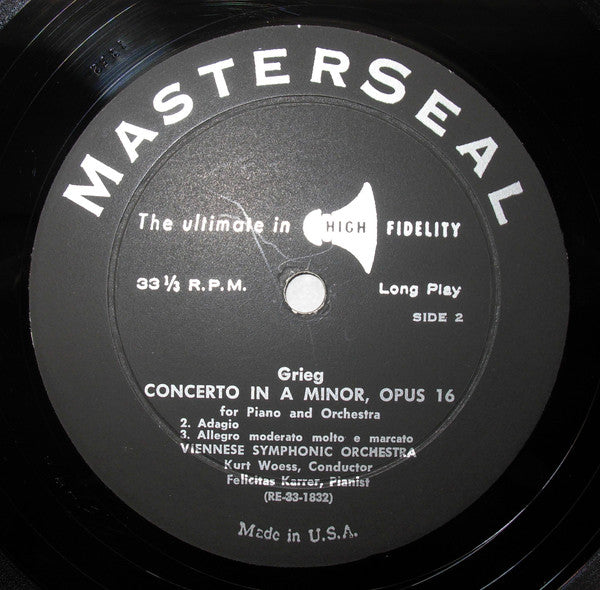 MASTERSEAL
The ultimate in HIGH FIDELITY
33 1/3 R.P.M.
Long Play
SIDE 2
Grieg
CONCERTO IN A MINOR, OPUS 16
for Piano and Orchestra
2. Adagio
3. Allegro moderato molto e marcato
VIENNESE SYMPHONIC ORCHESTRA
Kurt Woess, Conductor
Felicitas Karrer, Pianist
(RE-33-1832)
Made in U.S.A.